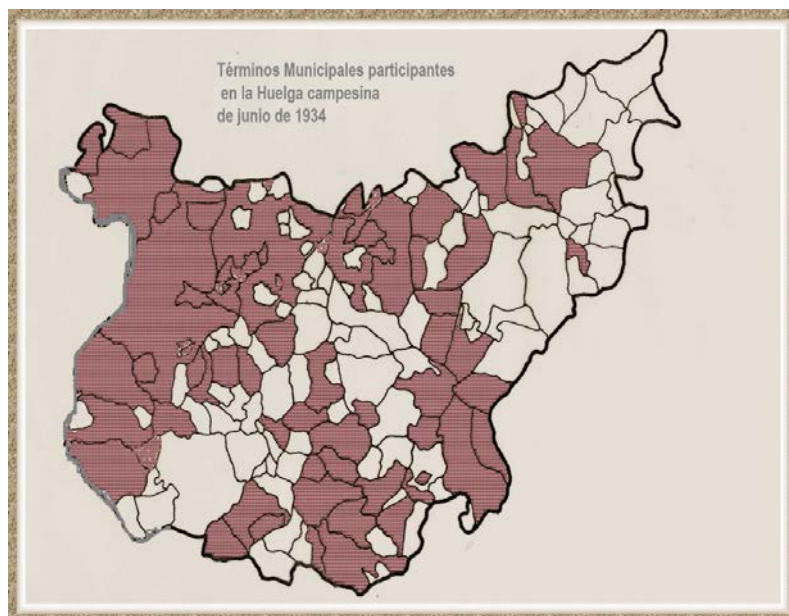 Términos Municipales participantes
en la Huelga campesina
de junio de 1934